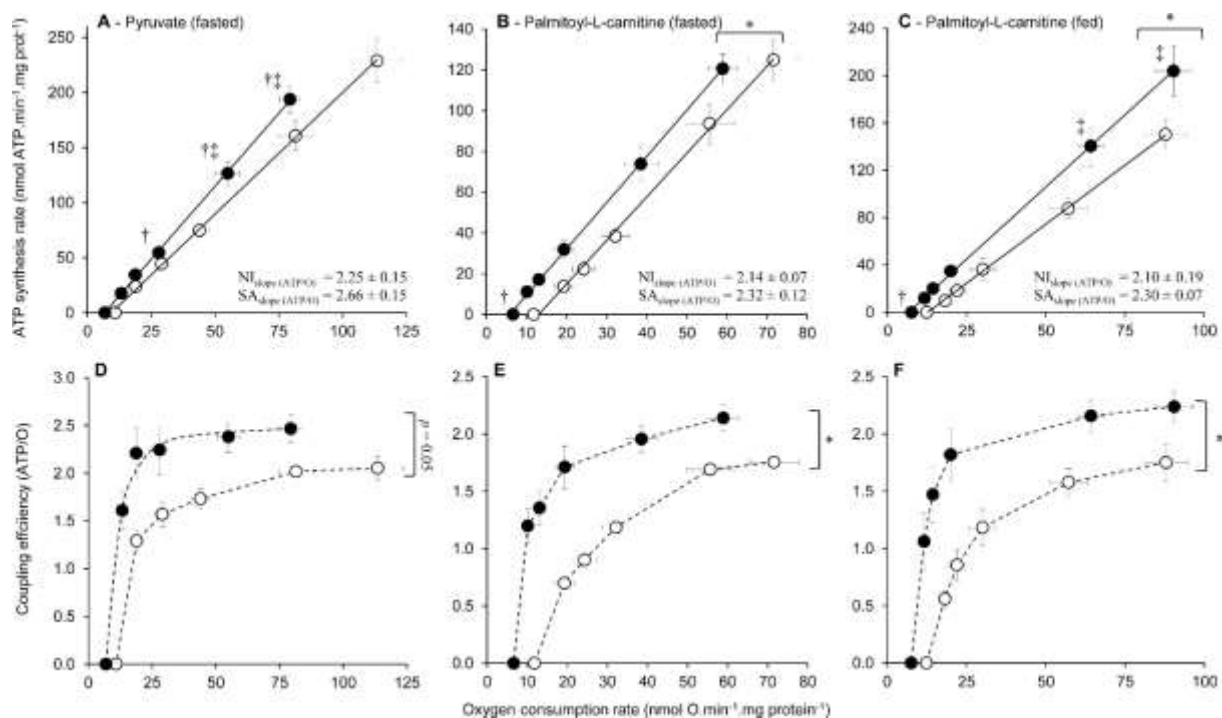 A - Pyruvate (fasted)
B - Palmitoyl-L-carnitine (fasted)
C - Palmitoyl-L-carnitine (fed)
ATP synthesis rate (nmol ATP.min⁻¹.mg prot⁻¹)
250
200
150
100
50
0
0 25 50 75 100 125
†
†‡
†‡
NIslope (ATP/O) = 2.25 ± 0.15
SAslope (ATP/O) = 2.66 ± 0.15
140
120
100
80
60
40
20
0
0 10 20 30 40 50 60 70 80
†
*
NIslope (ATP/O) = 2.14 ± 0.07
SAslope (ATP/O) = 2.32 ± 0.12
240
200
160
120
80
40
0
0 25 50 75 100
†
‡
‡
*
NIslope (ATP/O) = 2.10 ± 0.19
SAslope (ATP/O) = 2.30 ± 0.07
D
E
F
Coupling effciiency (ATP/O)
3.0
2.5
2.0
1.5
1.0
0.5
0.0
0 25 50 75 100 125
p = 0.05
2.5
2.0
1.5
1.0
0.5
0.0
0 10 20 30 40 50 60 70 80
*
2.5
2.0
1.5
1.0
0.5
0.0
0 25 50 75 100
*
Oxygen consumption rate (nmol O.min⁻¹.mg protein⁻¹)